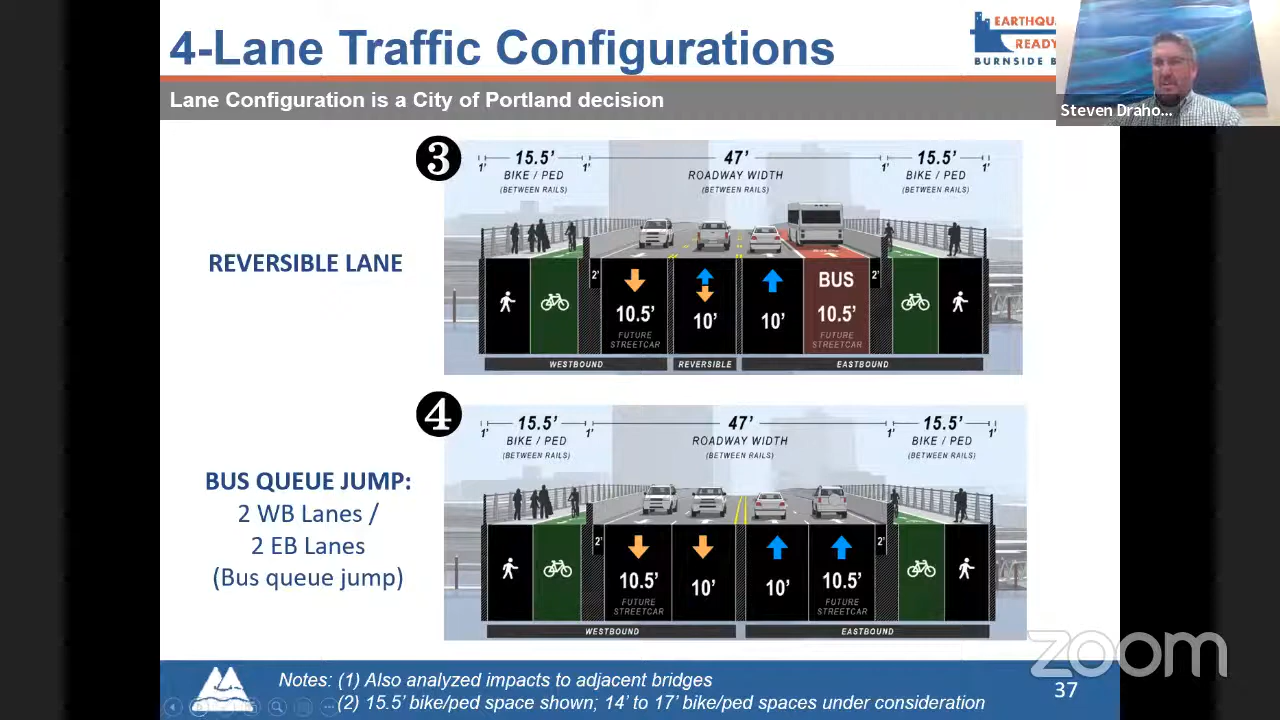 4-Lane Traffic Configurations
EARTHQUA
READY
BURNSIDE B
Steven Draho...
Lane Configuration is a City of Portland decision
3
15.5' 47' 15.5'
1' 1' 1' 1'
BIKE / PED ROADWAY WIDTH BIKE / PED
(BETWEEN RAILS) (BETWEEN RAILS) (BETWEEN RAILS)
REVERSIBLE LANE
2' BUS 2'
10.5' 10' 10' 10.5'
FUTURE STREETCAR FUTURE STREETCAR
WESTBOUND REVERSIBLE EASTBOUND
4
15.5' 47' 15.5'
1' 1' 1' 1'
BIKE / PED ROADWAY WIDTH BIKE / PED
(BETWEEN RAILS) (BETWEEN RAILS) (BETWEEN RAILS)
BUS QUEUE JUMP:
2 WB Lanes /
2 EB Lanes
(Bus queue jump)
2' 2'
10.5' 10' 10' 10.5'
FUTURE STREETCAR FUTURE STREETCAR
WESTBOUND EASTBOUND
zoom
Notes: (1) Also analyzed impacts to adjacent bridges
(2) 15.5' bike/ped space shown; 14' to 17' bike/ped spaces under consideration
37